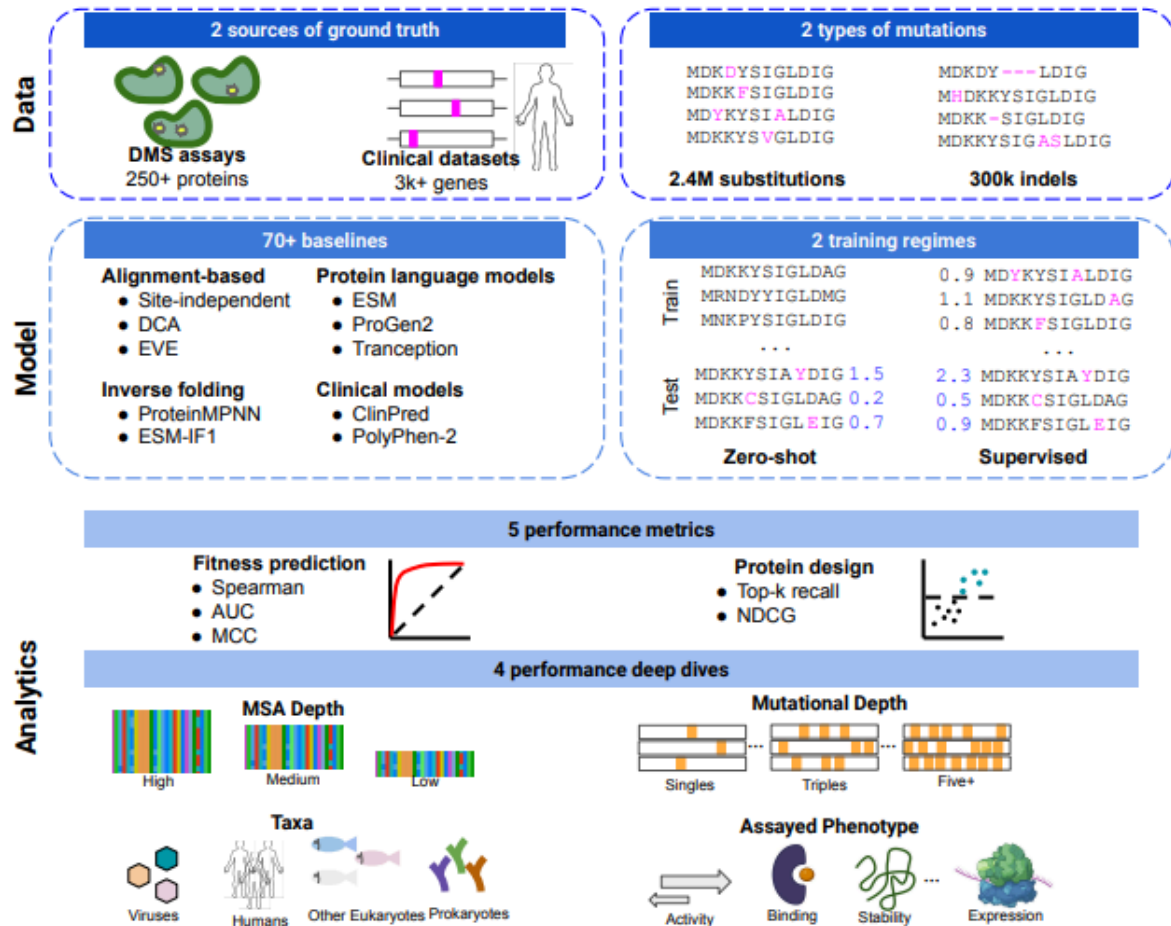 Data
2 sources of ground truth
DMS assays
250+ proteins
Clinical datasets
3k+ genes
2 types of mutations
MDKDYSIGLDIG
MDKKFSIGLDIG
MDYKYSIALDIG
MDKKYSVGLDIG
2.4M substitutions
MDKDY---LDIG
MHDKKYSIGLDIG
MDKK-SIGLDIG
MDKKYSIGASLDIG
300k indels
Model
70+ baselines
Alignment-based
● Site-independent
● DCA
● EVE
Protein language models
● ESM
● ProGen2
● Tranception
Inverse folding
● ProteinMPNN
● ESM-IF1
Clinical models
● ClinPred
● PolyPhen-2
2 training regimes
Train
MDKKYSIGLDAG
MRNDYYIGLDMG
MNKPYSIGLDIG
...
Test
MDKKYSIAYDIG 1.5
MDKKCSIGLDAG 0.2
MDKKFSIGLEIG 0.7
Zero-shot
0.9 MDYKYSIALDIG
1.1 MDKKYSIGLDAG
0.8 MDKKFSIGLDIG
...
2.3 MDKKYSIAYDIG
0.5 MDKKCSIGLDAG
0.9 MDKKFSIGLEIG
Supervised
Analytics
5 performance metrics
Fitness prediction
● Spearman
● AUC
● MCC
Protein design
● Top-k recall
● NDCG
4 performance deep dives
MSA Depth
High
Medium
Low
Mutational Depth
...
...
Singles
Triples
Five+
Taxa
Viruses
Humans
Other Eukaryotes
Prokaryotes
Assayed Phenotype
...
Activity
Binding
Stability
Expression